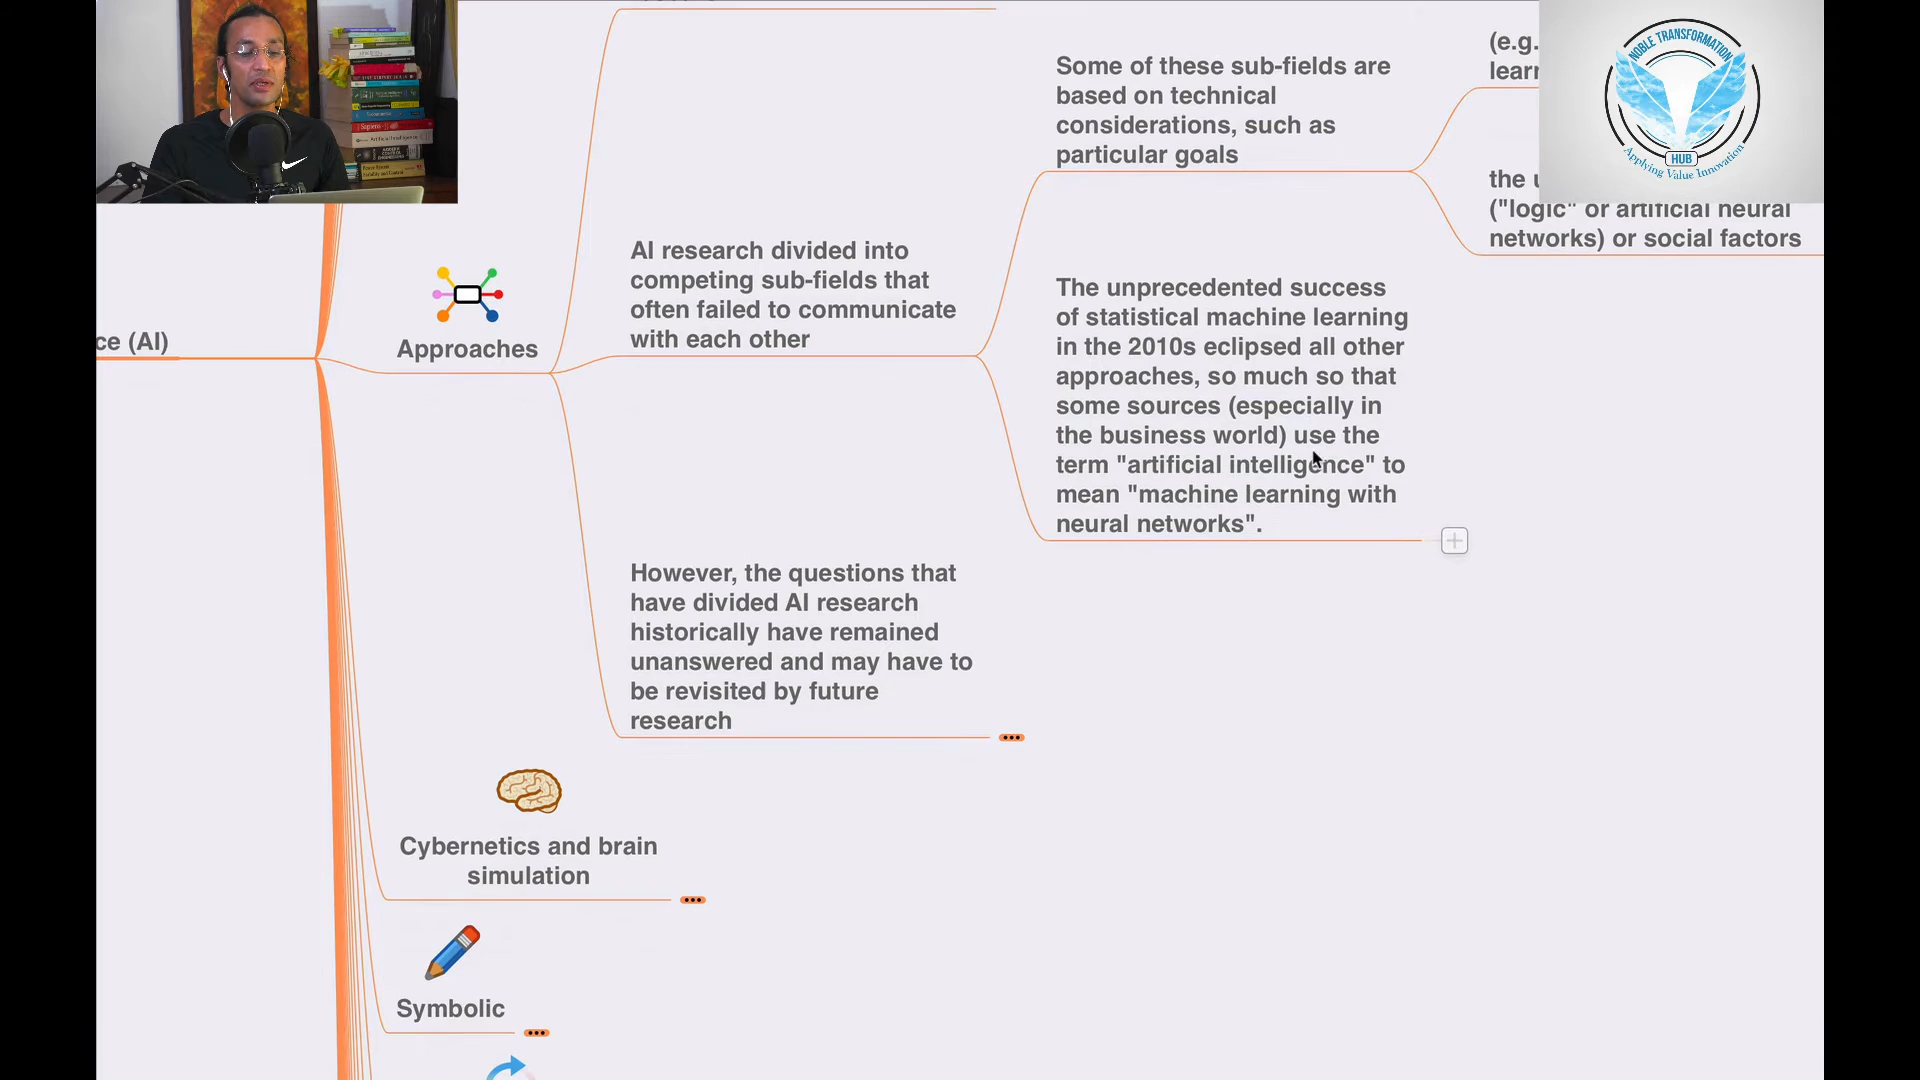 Some of these sub-fields are
based on technical
considerations, such as
particular goals
(e.g.
learn
the
("logic" or artificial neural
networks) or social factors
NOBLE TRANSFORMATION
HUB
Applying Value Innovation
AI research divided into
competing sub-fields that
often failed to communicate
with each other
The unprecedented success
of statistical machine learning
in the 2010s eclipsed all other
approaches, so much so that
some sources (especially in
the business world) use the
term "artificial intelligence" to
mean "machine learning with
neural networks".
ce (AI)
Approaches
However, the questions that
have divided AI research
historically have remained
unanswered and may have to
be revisited by future
research
Cybernetics and brain
simulation
Symbolic